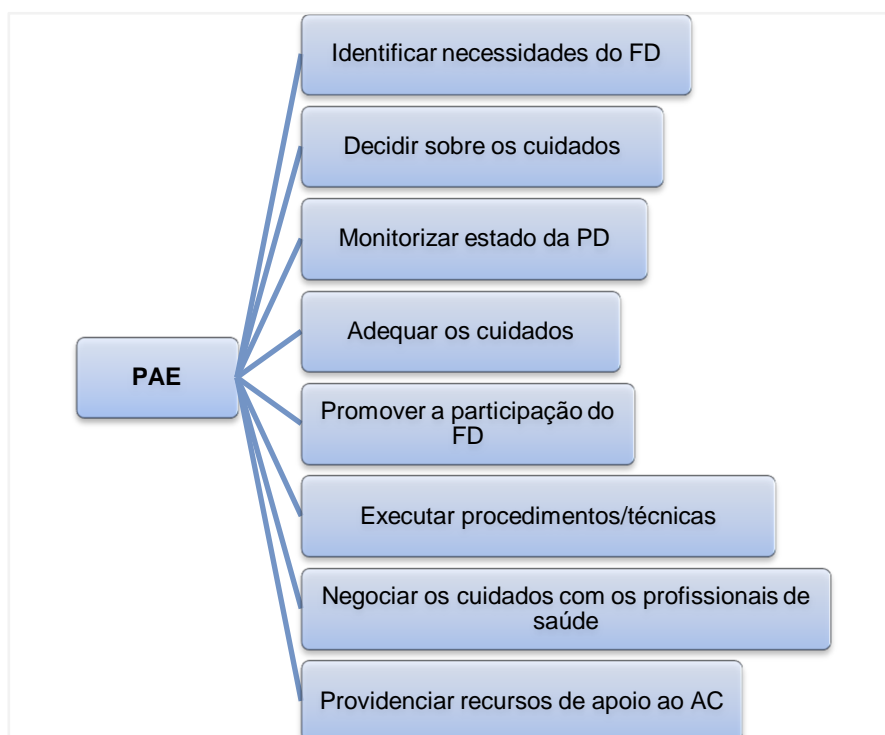 Identificar necessidades do FD
Decidir sobre os cuidados
Monitorizar estado da PD
Adequar os cuidados
PAE
Promover a participação do
FD
Executar procedimentos/técnicas
Negociar os cuidados com os profissionais de
saúde
Providenciar recursos de apoio ao AC